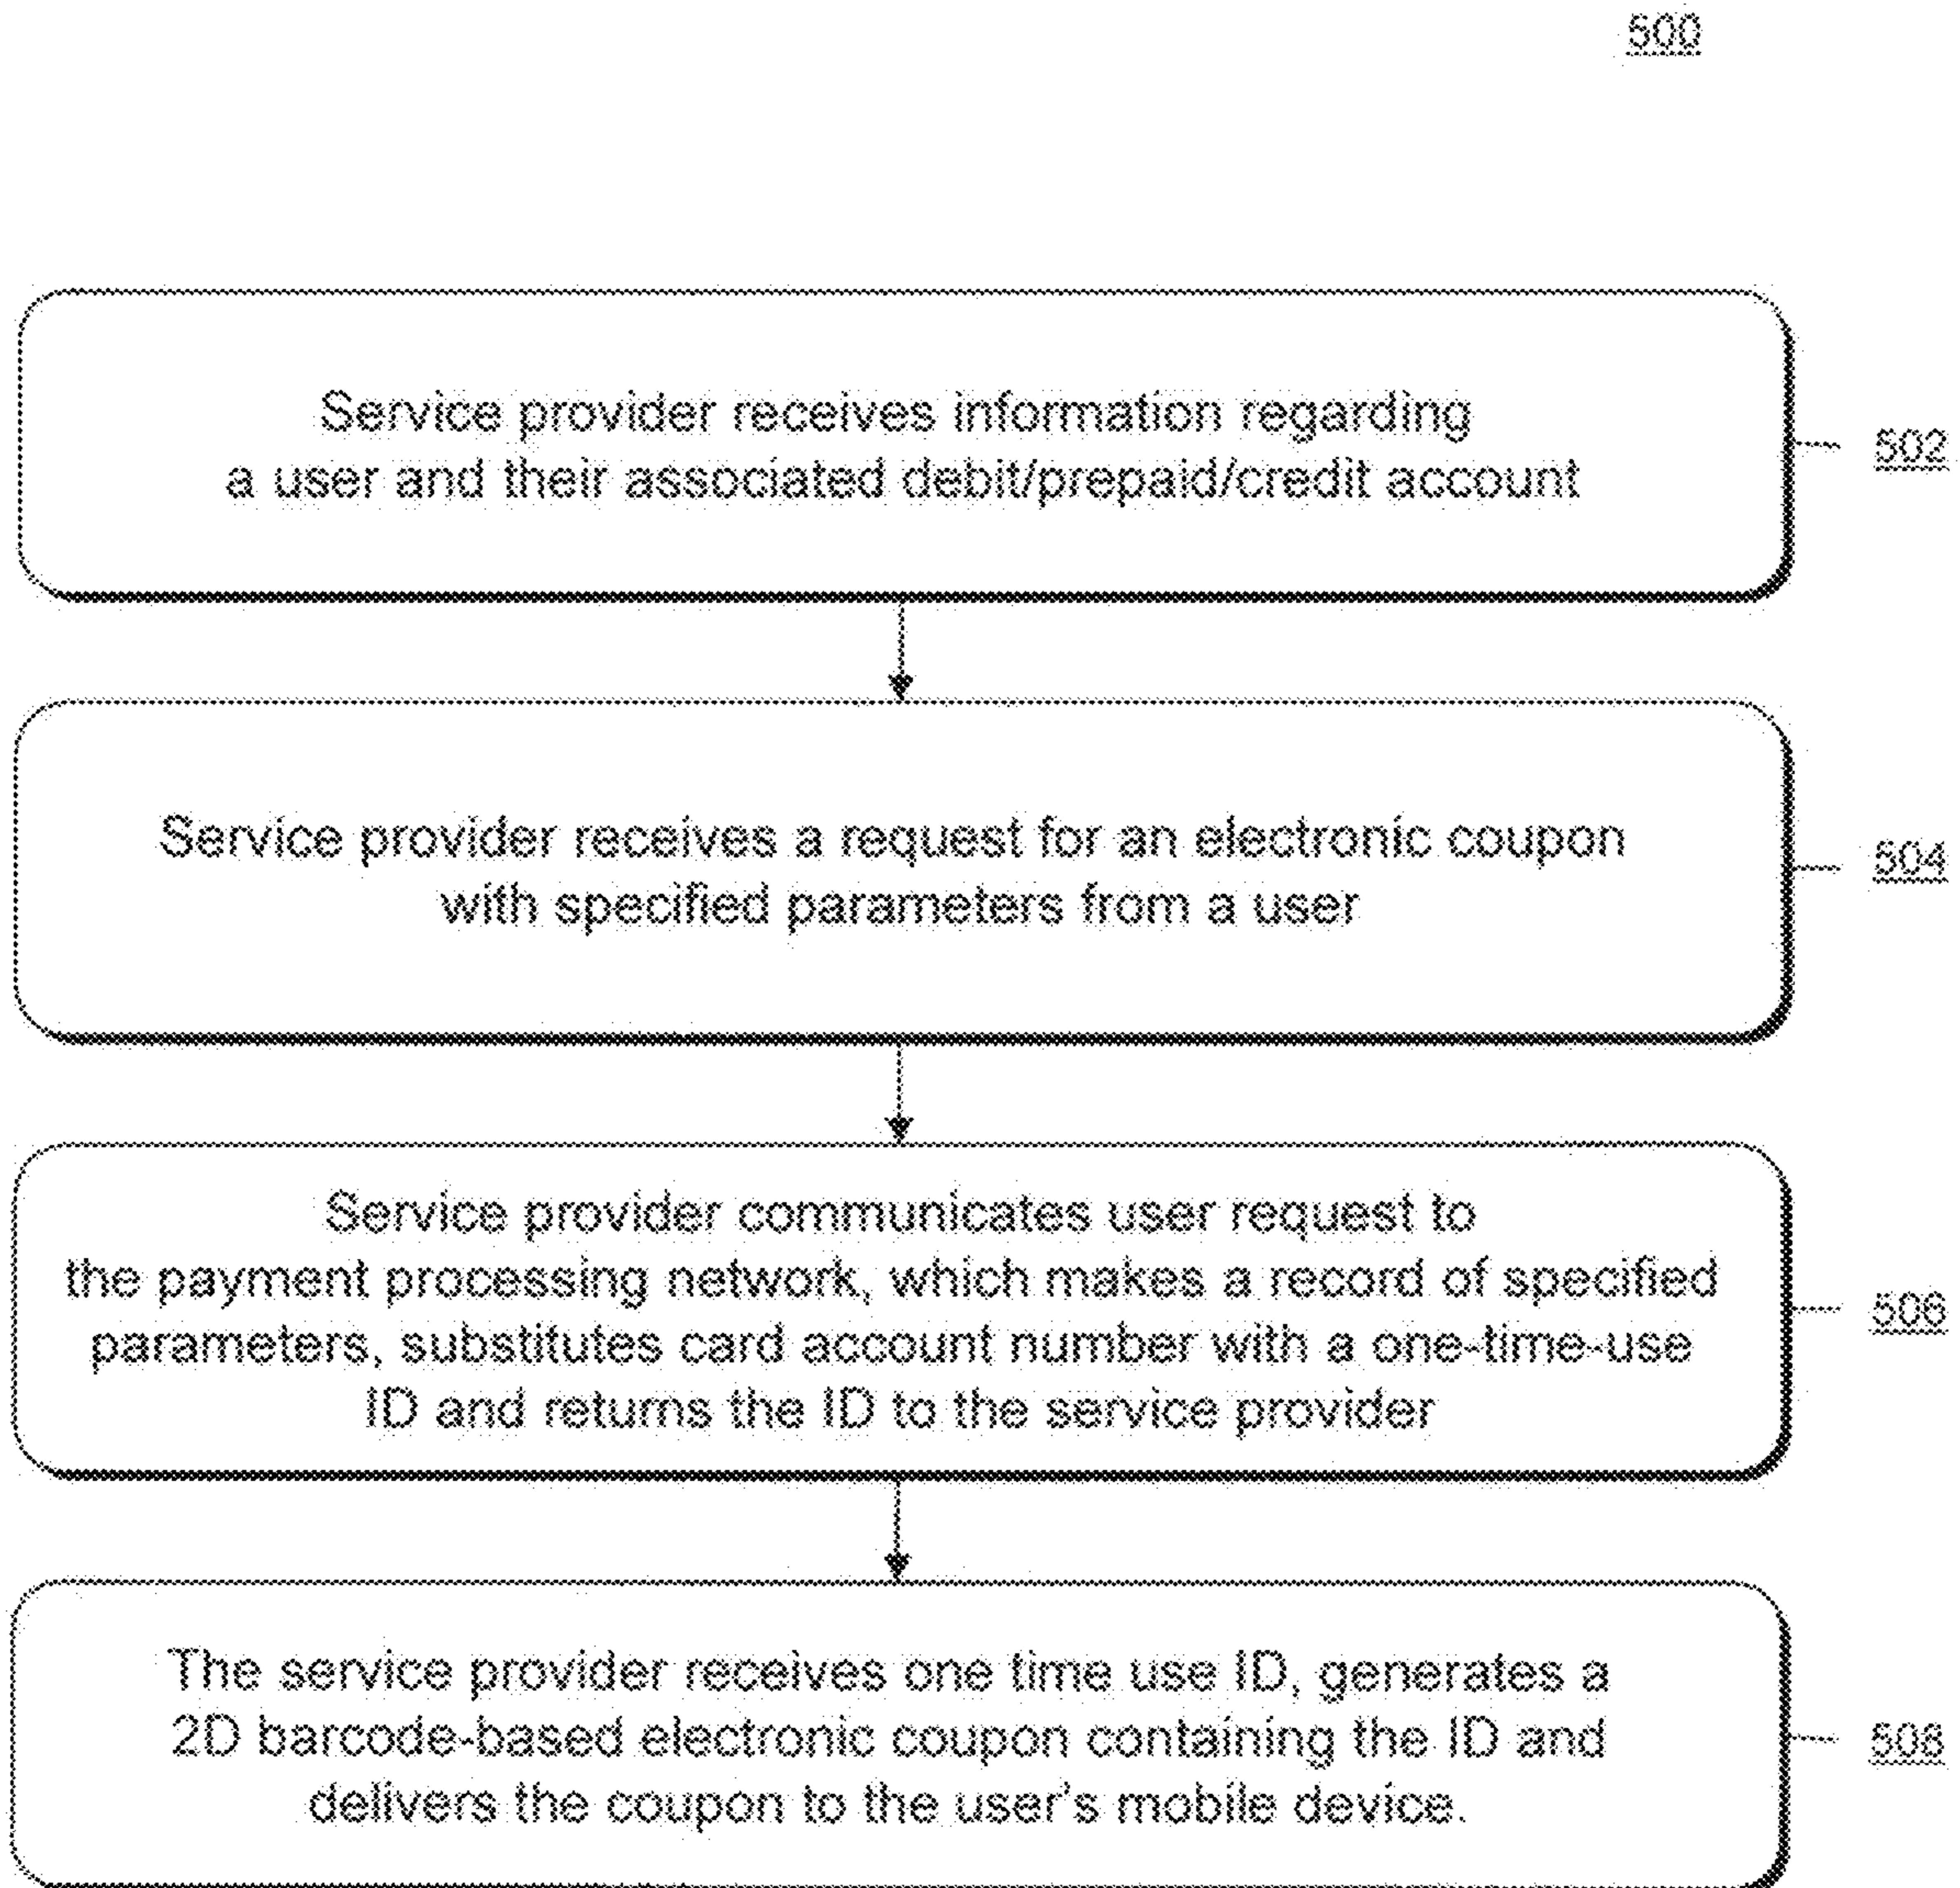 500
Service provider receives information regarding
a user and their associated debit/prepaid/credit account
502
Service provider receives a request for an electronic coupon
with specified parameters from a user
504
Service provider communicates user request to
the payment processing network, which makes a record of specified
parameters, substitutes card account number with a one-time-use
ID and returns the ID to the service provider
506
The service provider receives one time use ID, generates a
2D barcode-based electronic coupon containing the ID and
delivers the coupon to the user's mobile device.
508